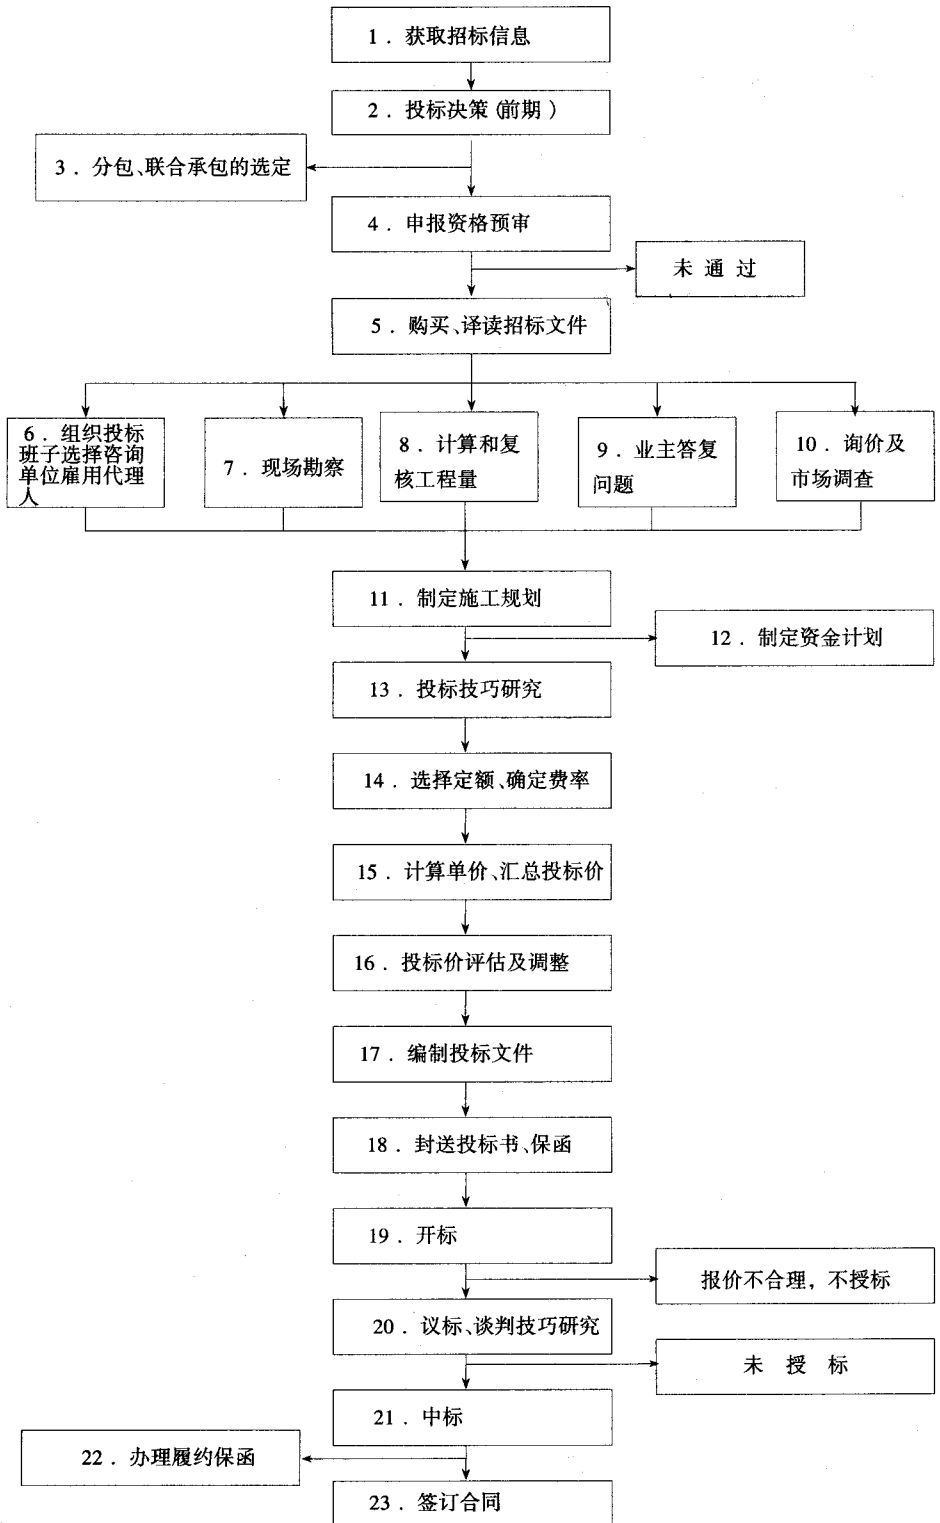 1．获取招标信息
2．投标决策(前期)
3．分包、联合承包的选定
4．申报资格预审
未通过
5．购买、译读招标文件
6．组织投标
班子选择咨询
单位雇用代理
人
7．现场勘察
8．计算和复
核工程量
9．业主答复
问题
10．询价及
市场调查
11．制定施工规划
12．制定资金计划
13．投标技巧研究
14．选择定额、确定费率
15．计算单价、汇总投标价
16．投标价评估及调整
17．编制投标文件
18．封送投标书、保函
19．开标
报价不合理，不授标
20．议标、谈判技巧研究
未授标
21．中标
22．办理履约保函
23．签订合同